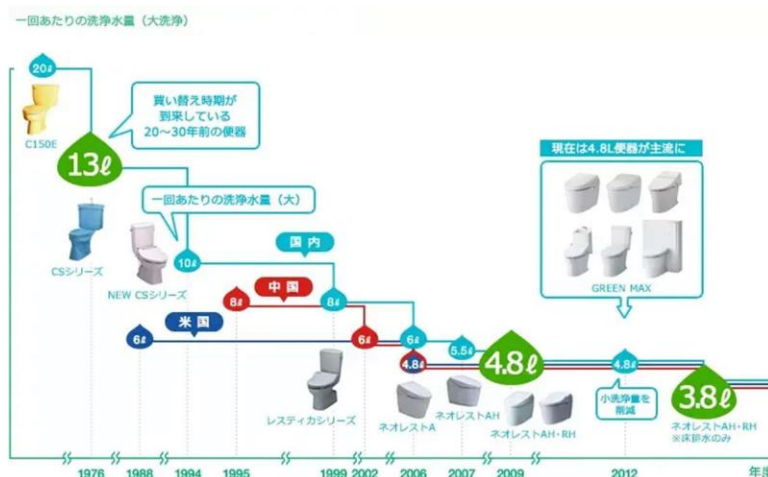 一回あたりの洗浄水量（大洗浄）
20ℓ
C150E
買い替え時期が
到来している
20～30年前の便器
13ℓ
一回あたりの洗浄水量（大）
CSシリーズ
NEW CSシリーズ
10ℓ
国内
現在は4.8L便器が主流に
GREEN MAX
中国
8ℓ
8ℓ
米国
6ℓ
6ℓ
6ℓ
5.5ℓ
4.8ℓ
4.8ℓ
4.8ℓ
3.8ℓ
小洗浄量を
削減
レスティカシリーズ
ネオレストA
ネオレストAH
ネオレストAH・RH
ネオレストAH・RH
※床排水のみ
1976
1988
1994
1995
1999
2002
2006
2007
2009
2012
年度